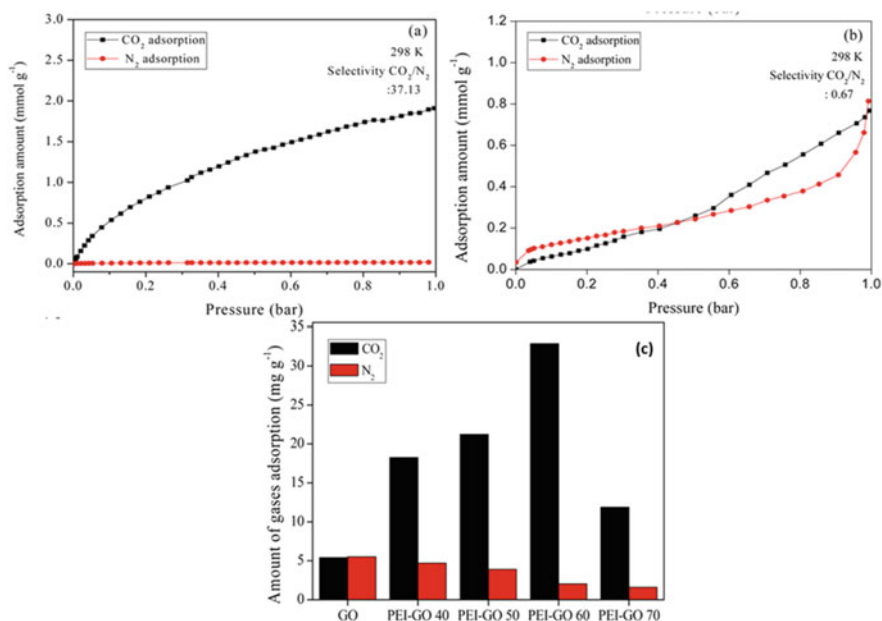 (a)
CO2 adsorption
N2 adsorption
298 K
Selectivity CO2/N2
:37.13
Adsorption amount (mmol g-1)
3.0
2.5
2.0
1.5
1.0
0.5
0.0
0.0 0.2 0.4 0.6 0.8 1.0
Pressure (bar)
(b)
CO2 adsorption
N2 adsorption
298 K
Selectivity CO2/N2
: 0.67
Adsorption amount (mmol g-1)
1.2
1.0
0.8
0.6
0.4
0.2
0.0
0.0 0.2 0.4 0.6 0.8 1.0
Pressure (bar)
(c)
CO2
N2
Amount of gases adsorption (mg g-1)
35
30
25
20
15
10
5
0
GO PEI-GO 40 PEI-GO 50 PEI-GO 60 PEI-GO 70